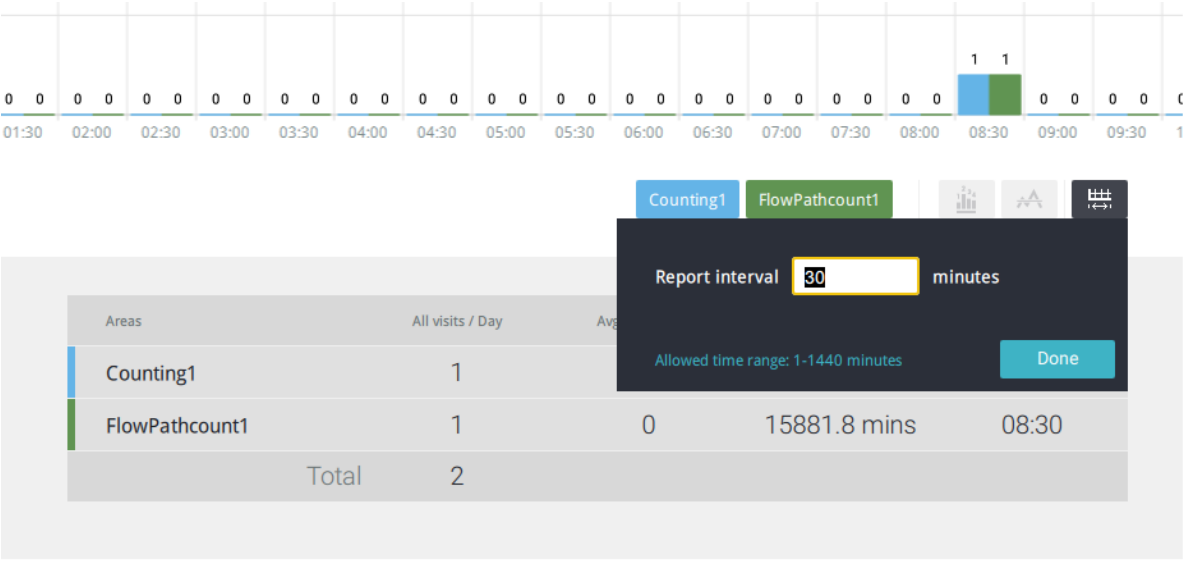 1 1
0 0 0 0 0 0 0 0 0 0 0 0 0 0 0 0 0 0 0 0 0 0 0 0 0 0 0 0 0 0 0 0
01:30 02:00 02:30 03:00 03:30 04:00 04:30 05:00 05:30 06:00 06:30 07:00 07:30 08:00 08:30 09:00 09:30
Counting1 FlowPathcount1
Report interval 30 minutes
Areas All visits / Day Avg
Allowed time range: 1-1440 minutes Done
Counting1 1
FlowPathcount1 1 0 15881.8 mins 08:30
Total 2